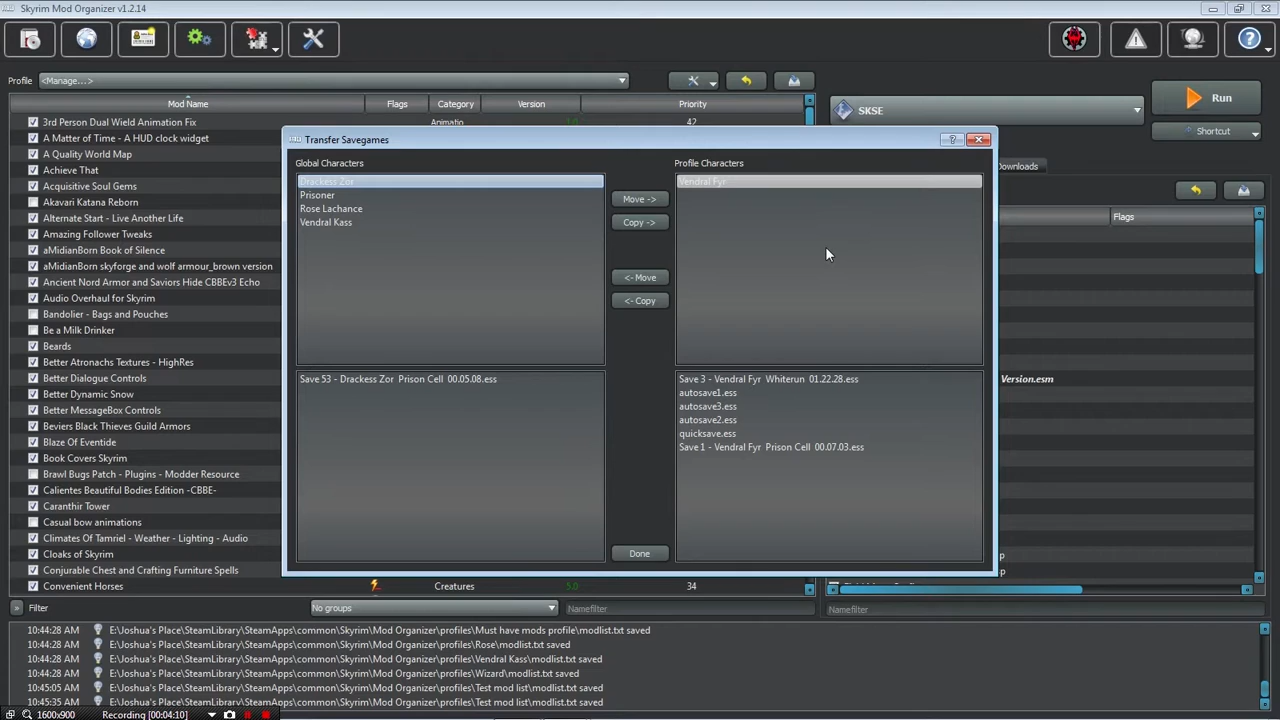 Skyrim Mod Organizer v1.2.14
Profile <Manage...>
SKSE
Run
Shortcut
Mod Name Flags Category Version Priority
Downloads
Flags
3rd Person Dual Wield Animation Fix Animatio 1.0 42
A Matter of Time - A HUD clock widget
A Quality World Map
Achieve That
Acquisitive Soul Gems
Akavari Katana Reborn
Alternate Start - Live Another Life
Amazing Follower Tweaks
aMidianBorn Book of Silence
aMidianBorn skyforge and wolf armour_brown version
Ancient Nord Armor and Saviors Hide CBBEv3 Echo
Audio Overhaul for Skyrim
Bandolier - Bags and Pouches
Be a Milk Drinker
Beards
Better Atronachs Textures - HighRes
Better Dialogue Controls
Better Dynamic Snow
Better MessageBox Controls
Beviers Black Thieves Guild Armors
Blaze Of Eventide
Book Covers Skyrim
Brawl Bugs Patch - Plugins - Modder Resource
Calientes Beautiful Bodies Edition -CBBE-
Caranthir Tower
Casual bow animations
Climates Of Tamriel - Weather - Lighting - Audio
Cloaks of Skyrim
Conjurable Chest and Crafting Furniture Spells
Convenient Horses Creatures 5.0 34
Transfer Savegames
Global Characters
Drackess Zor
Prisoner
Rose Lachance
Vendral Kass
Save 53 - Drackess Zor Prison Cell 00.05.08.ess
Move ->
Copy ->
<- Move
<- Copy
Done
Profile Characters
Vendral Fyr
Save 3 - Vendral Fyr Whiterun 01.22.28.ess
autosave1.ess
autosave3.ess
autosave2.ess
quicksave.ess
Save 1 - Vendral Fyr Prison Cell 00.07.03.ess
Version.esm
» Filter
No groups
Namefilter
Namefilter
10:44:28 AM E:\Joshua's Place\SteamLibrary\SteamApps\common\Skyrim\Mod Organizer\profiles\Must have mods profile\modlist.txt saved
10:44:28 AM E:\Joshua's Place\SteamLibrary\SteamApps\common\Skyrim\Mod Organizer\profiles\Rose\modlist.txt saved
10:44:28 AM E:\Joshua's Place\SteamLibrary\SteamApps\common\Skyrim\Mod Organizer\profiles\Vendral Kass\modlist.txt saved
10:44:28 AM E:\Joshua's Place\SteamLibrary\SteamApps\common\Skyrim\Mod Organizer\profiles\Wizard\modlist.txt saved
10:45:05 AM E:\Joshua's Place\SteamLibrary\SteamApps\common\Skyrim\Mod Organizer\profiles\Test mod list\modlist.txt saved
10:45:35 AM E:\Joshua's Place\SteamLibrary\SteamApps\common\Skyrim\Mod Organizer\profiles\Test mod list\modlist.txt saved
1600x900 Recording [00:04:10]